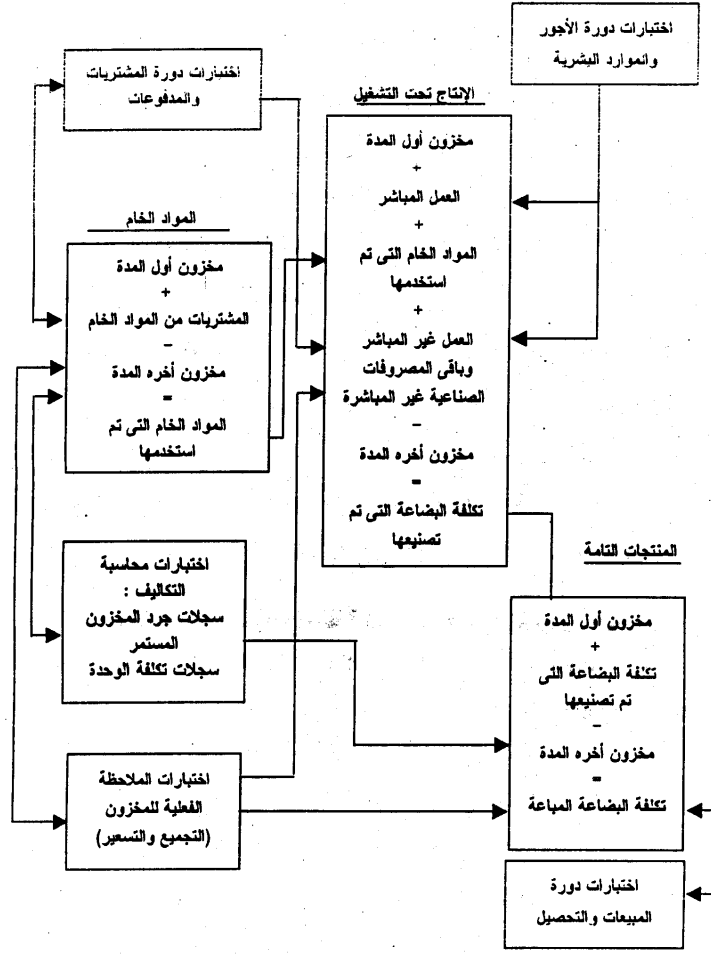 اختبارات دورة الأجور
والموارد البشرية
اختبارات دورة المشتريات
والمدفوعات
الإنتاج تحت التشغيل
مخزون أول المدة
+
العمل المباشر
+
المواد الخام التى تم
استخدمها
+
العمل غير المباشر
وباقى المصروفات
الصناعية غير المباشرة
–
مخزون أخره المدة
=
تكلفة البضاعة التى تم
تصنيعها
المواد الخام
مخزون أول المدة
+
المشتريات من المواد الخام
–
مخزون أخره المدة
=
المواد الخام التى تم
استخدمها
اختبارات محاسبة
التكاليف :
سجلات جرد المخزون
المستمر
سجلات تكلفة الوحدة
المنتجات التامة
مخزون أول المدة
+
تكلفة البضاعة التى
تم تصنيعها
–
مخزون أخره المدة
=
تكلفة البضاعة المباعة
اختبارات الملاحظة
الفعلية للمخزون
(التجميع والتسعير)
اختبارات دورة
المبيعات والتحصيل